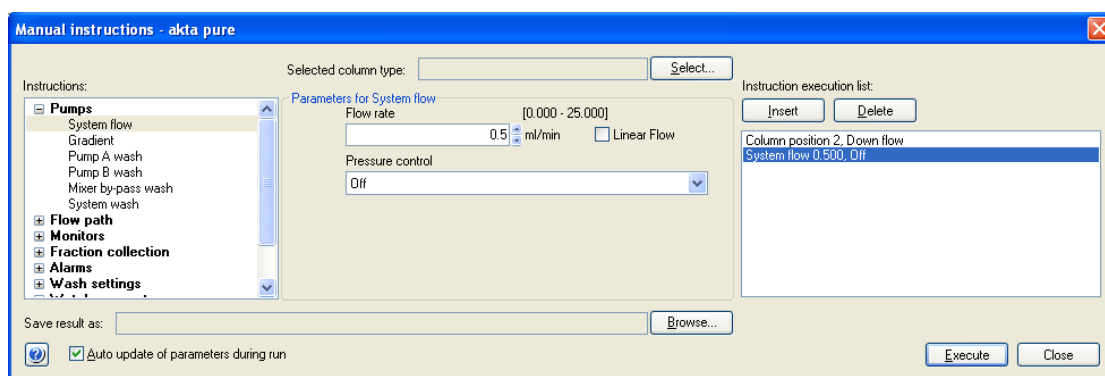 Manual instructions - akta pure
Selected column type:
Select...
Instructions:
Pumps
System flow
Gradient
Pump A wash
Pump B wash
Mixer by-pass wash
System wash
Flow path
Monitors
Fraction collection
Alarms
Wash settings
Parameters for System flow
Flow rate [0.000 - 25.000]
0.5 ml/min Linear Flow
Pressure control
Off
Instruction execution list:
Insert Delete
Column position 2, Down flow
System flow 0.500, Off
Save result as:
Browse...
? Auto update of parameters during run
Execute Close